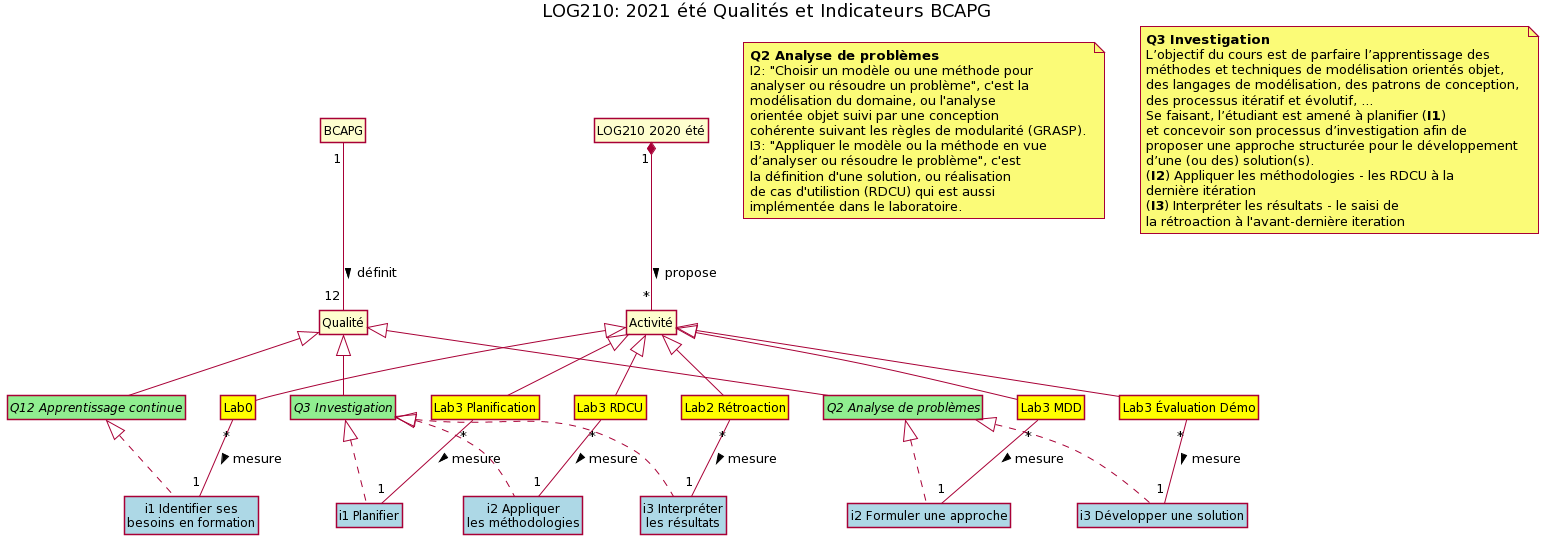 LOG210: 2021 été Qualités et Indicateurs BCAPG
Q2 Analyse de problèmes
I2: "Choisir un modèle ou une méthode pour
analyser ou résoudre un problème", c'est la
modélisation du domaine, ou l'analyse
orientée objet suivi par une conception
cohérente suivant les règles de modularité (GRASP).
I3: "Appliquer le modèle ou la méthode en vue
d’analyser ou résoudre le problème", c'est
la définition d'une solution, ou réalisation
de cas d'utilistion (RDCU) qui est aussi
implémentée dans le laboratoire.
Q3 Investigation
L’objectif du cours est de parfaire l’apprentissage des
méthodes et techniques de modélisation orientés objet,
des langages de modélisation, des patrons de conception,
des processus itératif et évolutif, ...
Se faisant, l’étudiant est amené à planifier (I1)
et concevoir son processus d’investigation afin de
proposer une approche structurée pour le développement
d’une (ou des) solution(s).
(I2) Appliquer les méthodologies - les RDCU à la
dernière itération
(I3) Interpréter les résultats - le saisi de
la rétroaction à l'avant-dernière iteration
BCAPG
LOG210 2020 été
1
1
définit
propose
12
*
Qualité
Activité
Q12 Apprentissage continue
Lab0
Q3 Investigation
Lab3 Planification
Lab3 RDCU
Lab2 Rétroaction
Q2 Analyse de problèmes
Lab3 MDD
Lab3 Évaluation Démo
*
*
*
*
*
*
mesure
mesure
mesure
mesure
mesure
mesure
1
1
1
1
1
1
i1 Identifier ses
besoins en formation
i1 Planifier
i2 Appliquer
les méthodologies
i3 Interpréter
les résultats
i2 Formuler une approche
i3 Développer une solution